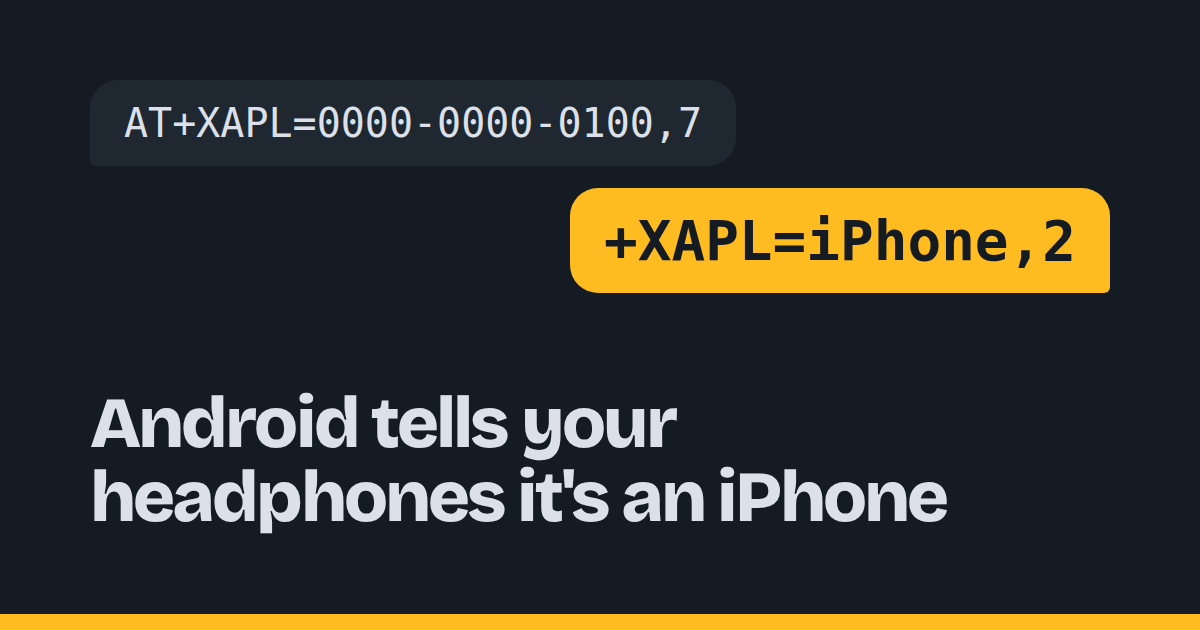 AT+XAPL=0000-0000-0100,7
+XAPL=iPhone,2
Android tells your
headphones it's an iPhone